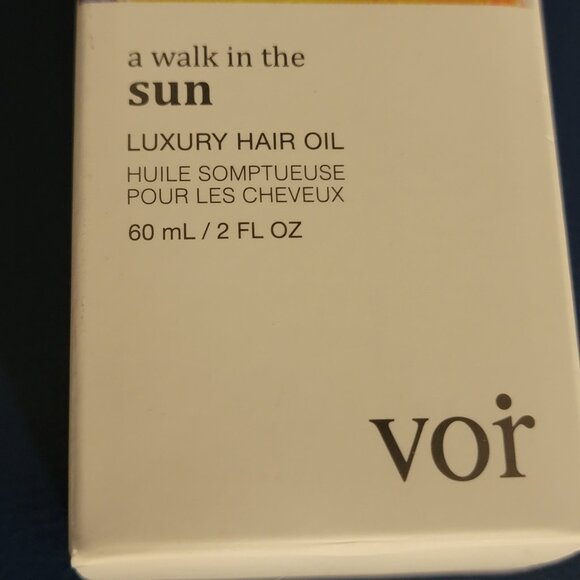 a walk in the
sun
LUXURY HAIR OIL
HUILE SOMPTUEUSE
POUR LES CHEVEUX
60 mL / 2 FL OZ
voir